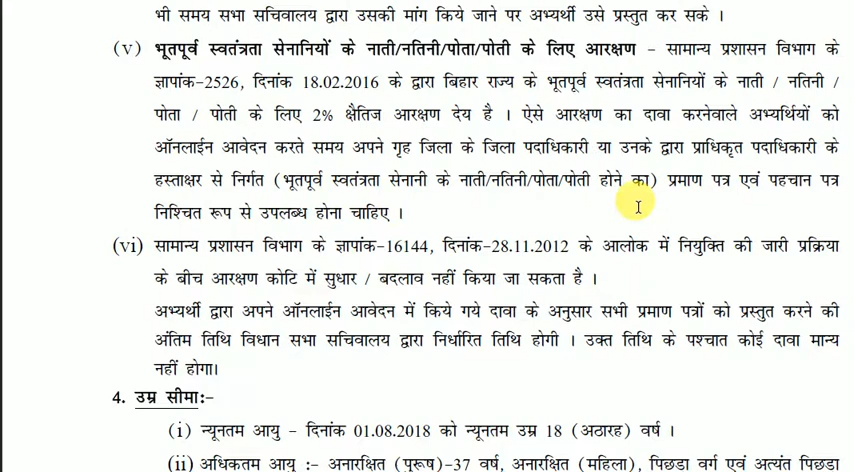 भी समय सभा सचिवालय द्वारा उसकी मांग किये जाने पर अभ्यर्थी उसे प्रस्तुत कर सके ।
(v) भूतपूर्व स्वतंत्रता सेनानियों के नाती/नतिनी/पोता/पोती के लिए आरक्षण – सामान्य प्रशासन विभाग के
ज्ञापांक-2526, दिनांक 18.02.2016 के द्वारा बिहार राज्य के भूतपूर्व स्वतंत्रता सेनानियों के नाती / नतिनी /
पोता / पोती के लिए 2% क्षैतिज आरक्षण देय है । ऐसे आरक्षण का दावा करनेवाले अभ्यर्थियों को
ऑनलाईन आवेदन करते समय अपने गृह जिला के जिला पदाधिकारी या उनके द्वारा प्राधिकृत पदाधिकारी के
हस्ताक्षर से निर्गत (भूतपूर्व स्वतंत्रता सेनानी के नाती/नतिनी/पोता/पोती होने का) प्रमाण पत्र एवं पहचान पत्र
निश्चित रूप से उपलब्ध होना चाहिए ।
(vi) सामान्य प्रशासन विभाग के ज्ञापांक-16144, दिनांक-28.11.2012 के आलोक में नियुक्ति की जारी प्रक्रिया
के बीच आरक्षण कोटि में सुधार / बदलाव नहीं किया जा सकता है ।
अभ्यर्थी द्वारा अपने ऑनलाईन आवेदन में किये गये दावा के अनुसार सभी प्रमाण पत्रों को प्रस्तुत करने की
अंतिम तिथि विधान सभा सचिवालय द्वारा निर्धारित तिथि होगी । उक्त तिथि के पश्चात कोई दावा मान्य
नहीं होगा।
4. उम्र सीमा:–
(i) न्यूनतम आयु – दिनांक 01.08.2018 को न्यूनतम उम्र 18 (अठारह) वर्ष ।
(ii) अधिकतम आयु :– अनारक्षित (पुरूष)-37 वर्ष, अनारक्षित (महिला), पिछडा वर्ग एवं अत्यंत पिछडा